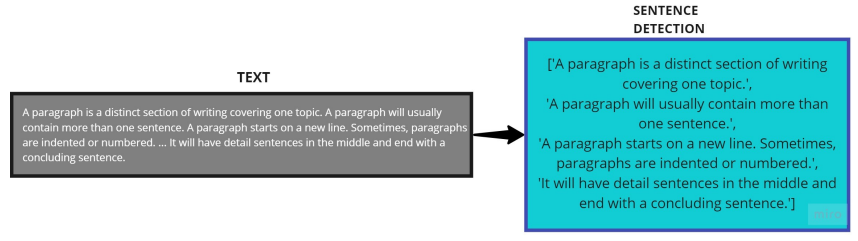 TEXT
A paragraph is a distinct section of writing covering one topic. A paragraph will usually
contain more than one sentence. A paragraph starts on a new line. Sometimes, paragraphs
are indented or numbered. ... It will have detail sentences in the middle and end with a
concluding sentence.
SENTENCE
DETECTION
['A paragraph is a distinct section of writing
covering one topic.',
'A paragraph will usually contain more than
one sentence.',
'A paragraph starts on a new line. Sometimes,
paragraphs are indented or numbered.',
'It will have detail sentences in the middle and
end with a concluding sentence.']
miro